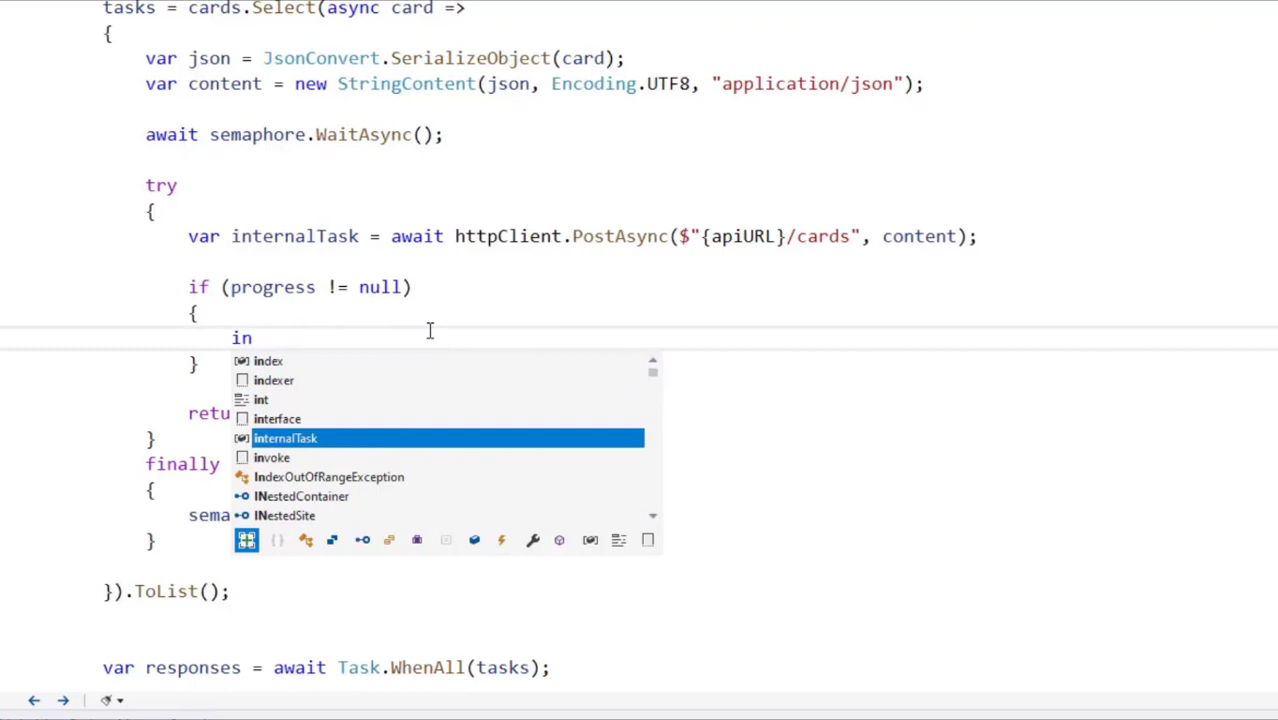 tasks = cards.Select(async card =>
{
var json = JsonConvert.SerializeObject(card);
var content = new StringContent(json, Encoding.UTF8, "application/json");
await semaphore.WaitAsync();
try
{
var internalTask = await httpClient.PostAsync($"{apiURL}/cards", content);
if (progress != null)
{
in
index
}
indexer
int
retu
interface
}
internalTask
finally
invoke
{
IndexOutOfRangeException
INestedContainer
sema
INestedSite
}
}).ToList();
var responses = await Task.WhenAll(tasks);